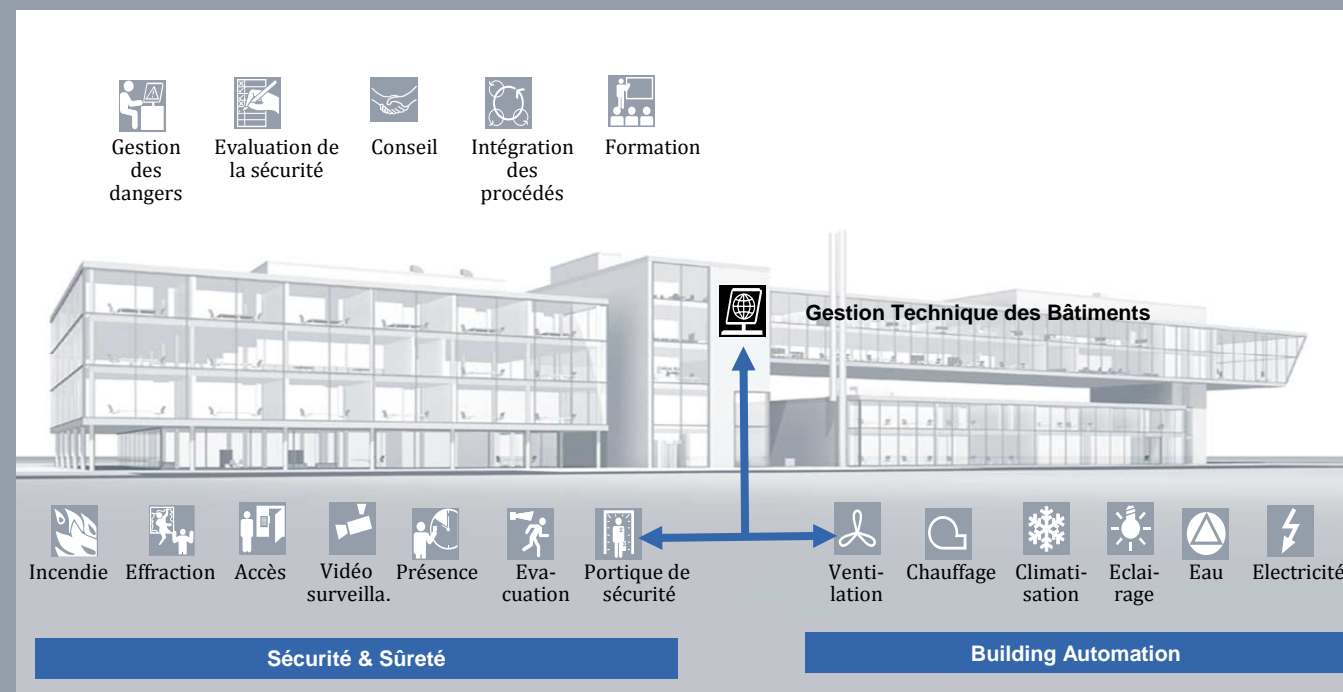 Gestion
des
dangers
Evaluation de
la sécurité
Conseil
Intégration
des
procédés
Formation
Gestion Technique des Bâtiments
Incendie
Effraction
Accès
Vidéo
surveilla.
Présence
Eva-
cuation
Portique de
sécurité
Venti-
lation
Chauffage
Climati-
sation
Eclai-
rage
Eau
Electricité
Sécurité & Sûreté
Building Automation